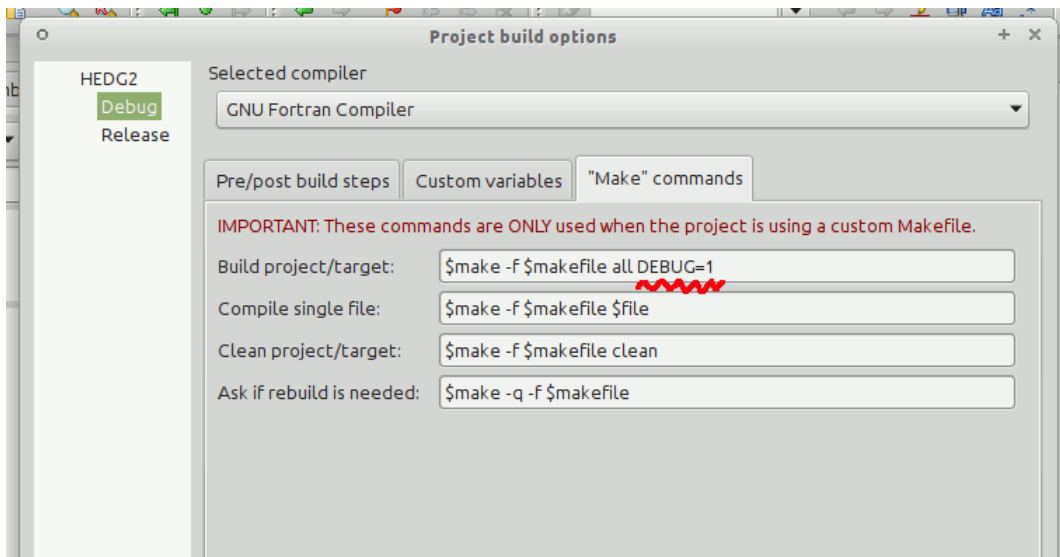 Project build options
HEDG2
Debug
Release
Selected compiler
GNU Fortran Compiler
Pre/post build steps
Custom variables
"Make" commands
IMPORTANT: These commands are ONLY used when the project is using a custom Makefile.
Build project/target: $make -f $makefile all DEBUG=1
Compile single file: $make -f $makefile $file
Clean project/target: $make -f $makefile clean
Ask if rebuild is needed: $make -q -f $makefile